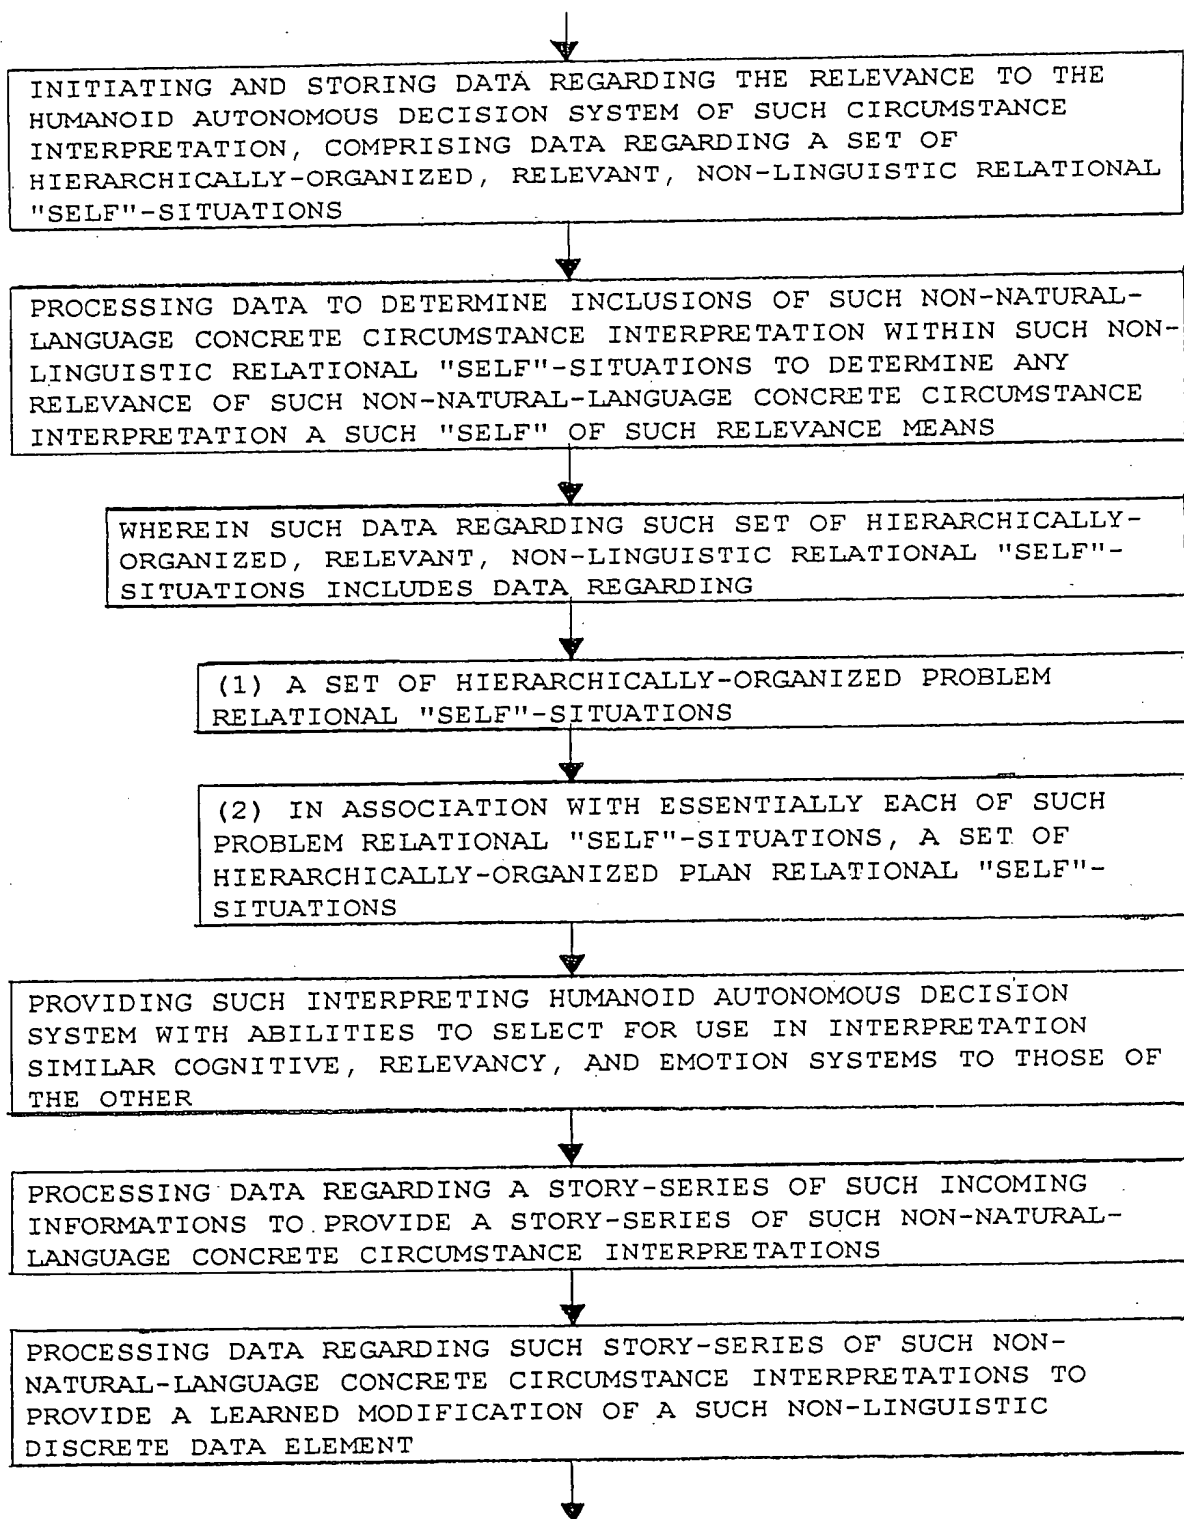 INITIATING AND STORING DATA REGARDING THE RELEVANCE TO THE
HUMANOID AUTONOMOUS DECISION SYSTEM OF SUCH CIRCUMSTANCE
INTERPRETATION, COMPRISING DATA REGARDING A SET OF
HIERARCHICALLY-ORGANIZED, RELEVANT, NON-LINGUISTIC RELATIONAL
"SELF"-SITUATIONS
PROCESSING DATA TO DETERMINE INCLUSIONS OF SUCH NON-NATURAL-
LANGUAGE CONCRETE CIRCUMSTANCE INTERPRETATION WITHIN SUCH NON-
LINGUISTIC RELATIONAL "SELF"-SITUATIONS TO DETERMINE ANY
RELEVANCE OF SUCH NON-NATURAL-LANGUAGE CONCRETE CIRCUMSTANCE
INTERPRETATION A SUCH "SELF" OF SUCH RELEVANCE MEANS
WHEREIN SUCH DATA REGARDING SUCH SET OF HIERARCHICALLY-
ORGANIZED, RELEVANT, NON-LINGUISTIC RELATIONAL "SELF"-
SITUATIONS INCLUDES DATA REGARDING
(1) A SET OF HIERARCHICALLY-ORGANIZED PROBLEM
RELATIONAL "SELF"-SITUATIONS
(2) IN ASSOCIATION WITH ESSENTIALLY EACH OF SUCH
PROBLEM RELATIONAL "SELF"-SITUATIONS, A SET OF
HIERARCHICALLY-ORGANIZED PLAN RELATIONAL "SELF"-
SITUATIONS
PROVIDING SUCH INTERPRETING HUMANOID AUTONOMOUS DECISION
SYSTEM WITH ABILITIES TO SELECT FOR USE IN INTERPRETATION
SIMILAR COGNITIVE, RELEVANCY, AND EMOTION SYSTEMS TO THOSE OF
THE OTHER
PROCESSING DATA REGARDING A STORY-SERIES OF SUCH INCOMING
INFORMATIONS TO PROVIDE A STORY-SERIES OF SUCH NON-NATURAL-
LANGUAGE CONCRETE CIRCUMSTANCE INTERPRETATIONS
PROCESSING DATA REGARDING SUCH STORY-SERIES OF SUCH NON-
NATURAL-LANGUAGE CONCRETE CIRCUMSTANCE INTERPRETATIONS TO
PROVIDE A LEARNED MODIFICATION OF A SUCH NON-LINGUISTIC
DISCRETE DATA ELEMENT